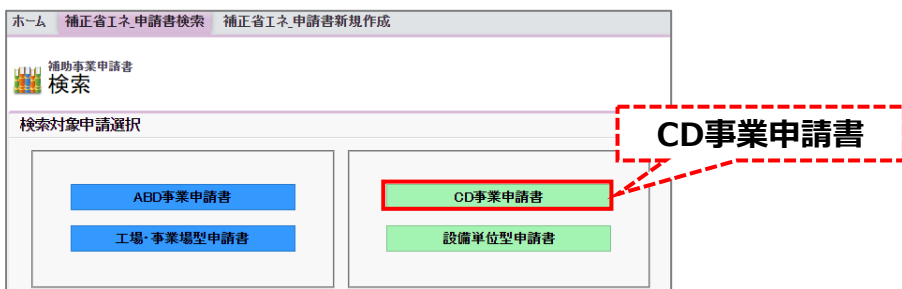 ホーム 補正省エネ_申請書検索 補正省エネ_申請書新規作成
補助事業申請書
検索
検索対象申請選択
CD事業申請書
ABD事業申請書 CD事業申請書
工場・事業場型申請書 設備単位型申請書